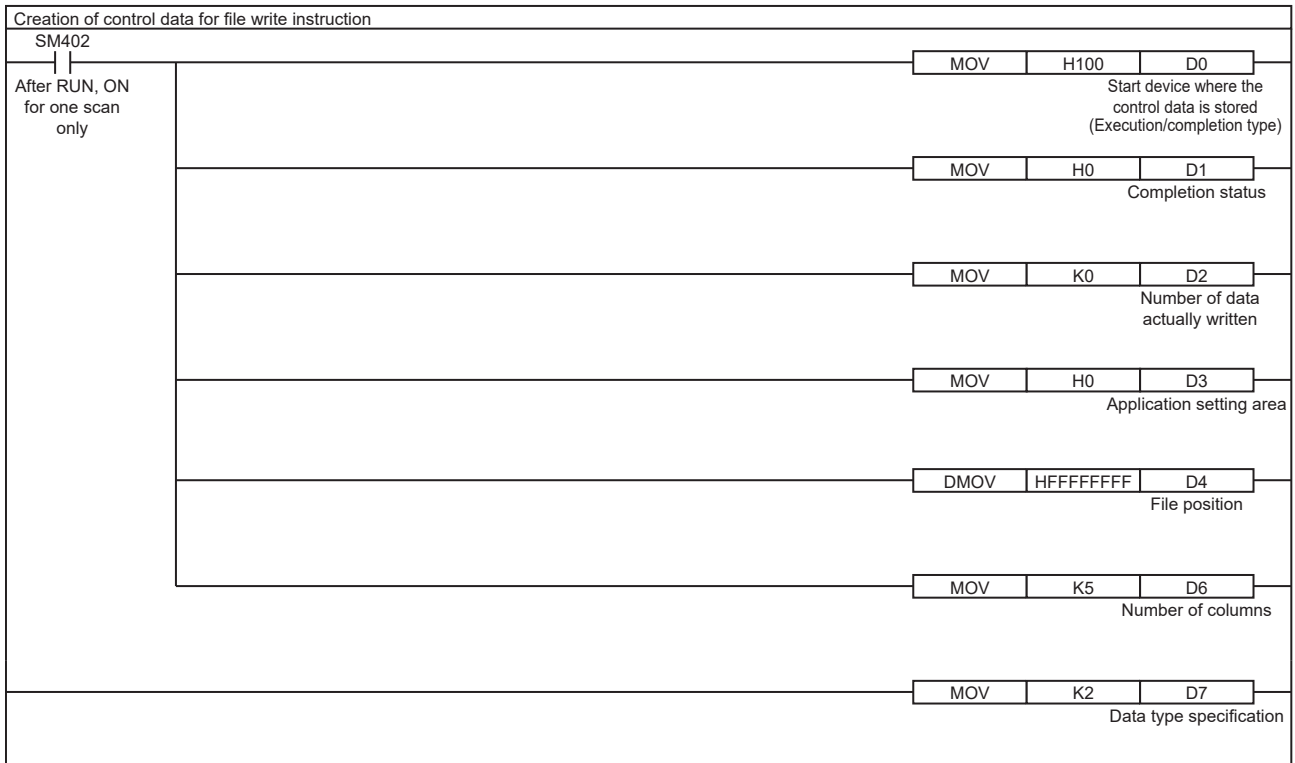 Creation of control data for file write instruction
SM402
After RUN, ON
for one scan
only
MOV H100 D0
Start device where the
control data is stored
(Execution/completion type)
MOV H0 D1
Completion status
MOV K0 D2
Number of data
actually written
MOV H0 D3
Application setting area
DMOV HFFFFFFFF D4
File position
MOV K5 D6
Number of columns
MOV K2 D7
Data type specification